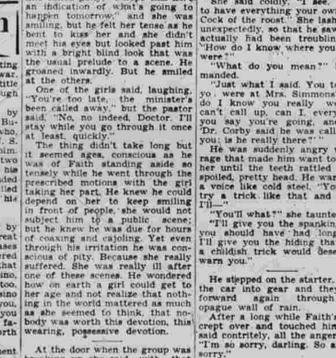 an indication of what's going to
happen tomorrow," and she was
smiling, but he felt her tense as he
bent to kiss her and she didn't
meet his eyes but looked past him
with a bright blind look that was
the usual prelude to a scene. He
groaned inwardly. But he smiled
at the others.
One of the girls said, laughing,
"You're too late, the minister's
been called away," but the pastor
said, "No, no indeed, Doctor. I'll
stay while you go through it once
at least, quickly."
The thing didn't take long but
it seemed ages, conscious as he
was of Faith standing aside so
tensely while he went through the
prescribed motions with the girl
taking her part. He knew he could
depend on her to keep smiling
in front of people, she would not
subject him to a public scene;
but he knew he was due for hours
of coaxing and cajoling. Yet even
through his irritation he was con-
scious of pity. Because she really
suffered. She was really ill after
one of these scenes. He wondered
how on earth a girl could get to
her age and not realize that noth-
ing in the world mattered as much
as she seemed to think, that no-
body was worth this devotion, this
wearing, possessive devotion.
At the door when the group was
She said coldly, "I see.
to have everything your own
Cock of the roost." She
unexpectedly, so that he saw
actually had been troubled.
"How do I know where you
were?"
"What do you mean?"
manded.
"Just what I said. You
you were at Mrs. Simmons'
do I know you really
can't call up, can I, every
you say you're going, and
'Dr. Corby said he was
you; is he really there?'"
He was suddenly angry
rage that made him want to
her until the teeth rattled
spoiled, pretty head. He was
a voice like cold steel, "You
try a trick like that and
I'll—"
"You'll what?" she taunted
"I'll give you the spanking
you should have had long
I'll give you the hiding
a childish trick would
warn you."
He stepped on the starter,
the car into gear and they
forward again through
opaque wall of rain.
After a while Faith's
crept over and touched
said contritely, all the
"I'm so sorry, darling. So
sorry."